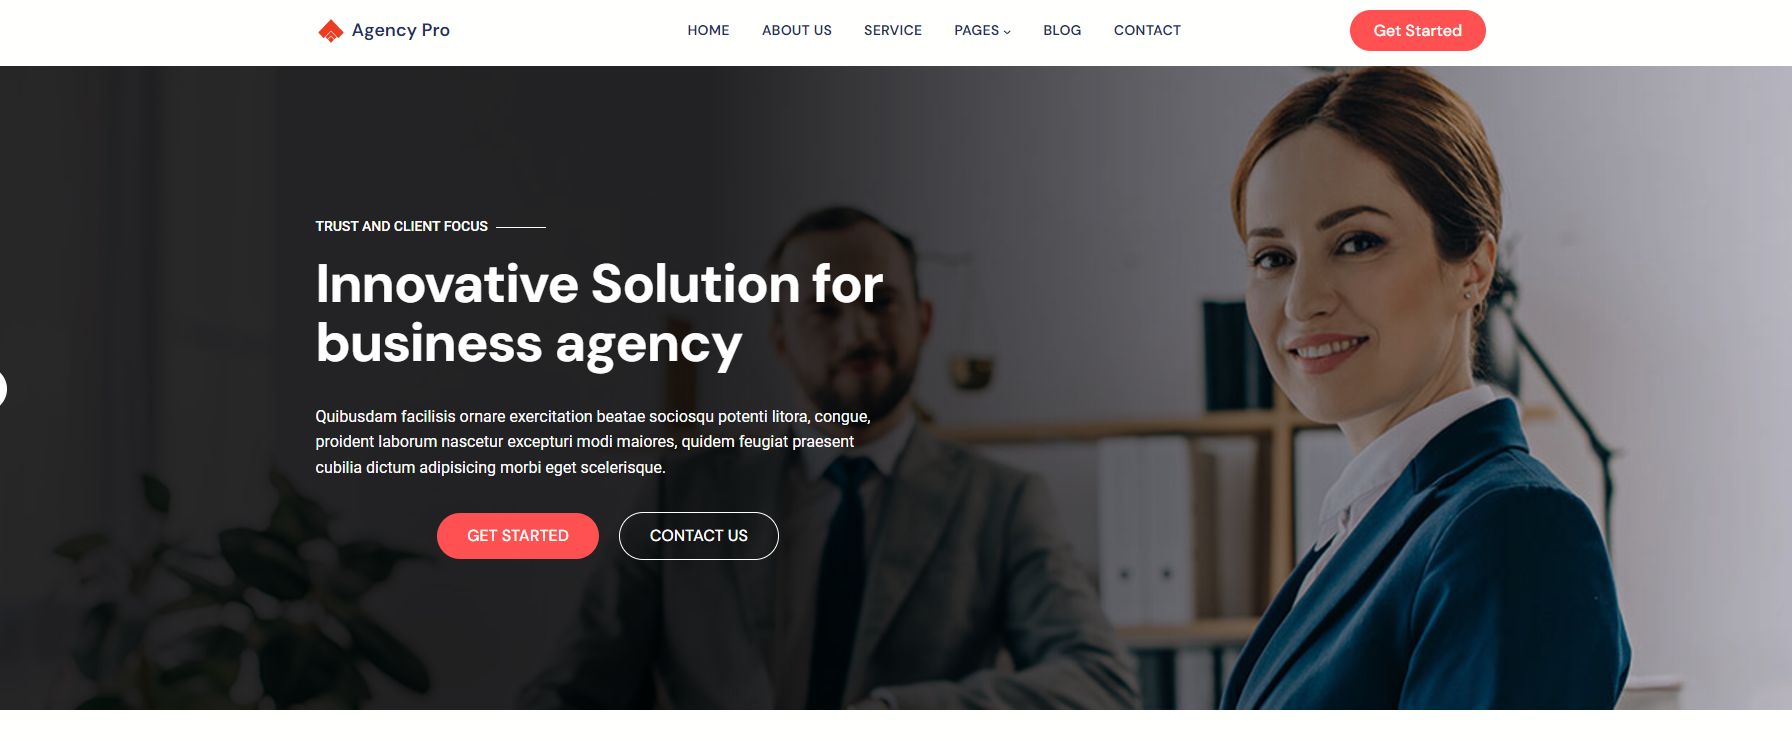 Agency Pro
HOME
ABOUT US
SERVICE
PAGES
BLOG
CONTACT
Get Started
TRUST AND CLIENT FOCUS
Innovative Solution for
business agency
Quibusdam facilisis ornare exercitation beatae sociosqu potenti litora, congue,
proident laborum nascetur excepturi modi maiores, quidem feugiat praesent
cubilia dictum adipisicing morbi eget scelerisque.
GET STARTED
CONTACT US